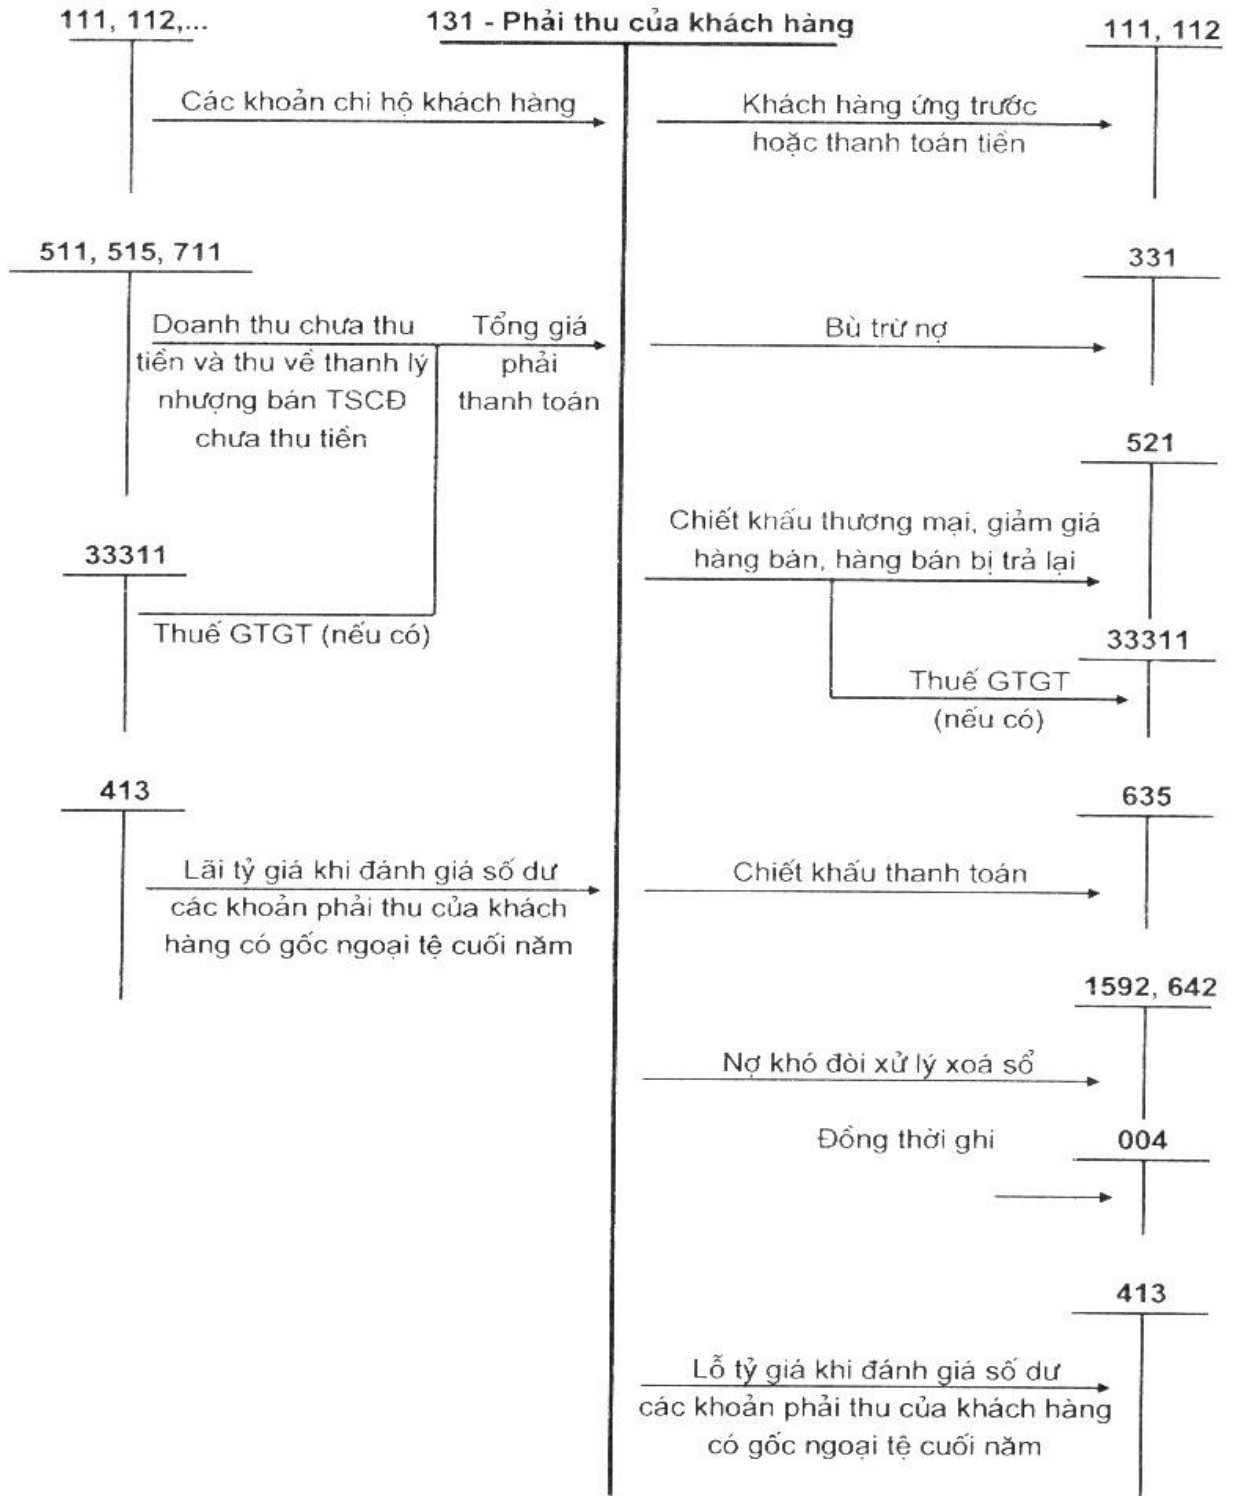 111, 112,...
131 - Phải thu của khách hàng
111, 112
Các khoản chi hộ khách hàng
Khách hàng ứng trước
hoặc thanh toán tiền
511, 515, 711
331
Doanh thu chưa thu
tiền và thu về thanh lý
nhượng bán TSCĐ
chưa thu tiền
Tổng giá
phải
thanh toán
Bù trừ nợ
521
Chiết khấu thương mại, giảm giá
hàng bán, hàng bán bị trả lại
33311
Thuế GTGT (nếu có)
33311
Thuế GTGT
(nếu có)
413
635
Lãi tỷ giá khi đánh giá số dư
các khoản phải thu của khách
hàng có gốc ngoại tệ cuối năm
Chiết khấu thanh toán
1592, 642
Nợ khó đòi xử lý xoá sổ
Đồng thời ghi
004
413
Lỗ tỷ giá khi đánh giá số dư
các khoản phải thu của khách hàng
có gốc ngoại tệ cuối năm